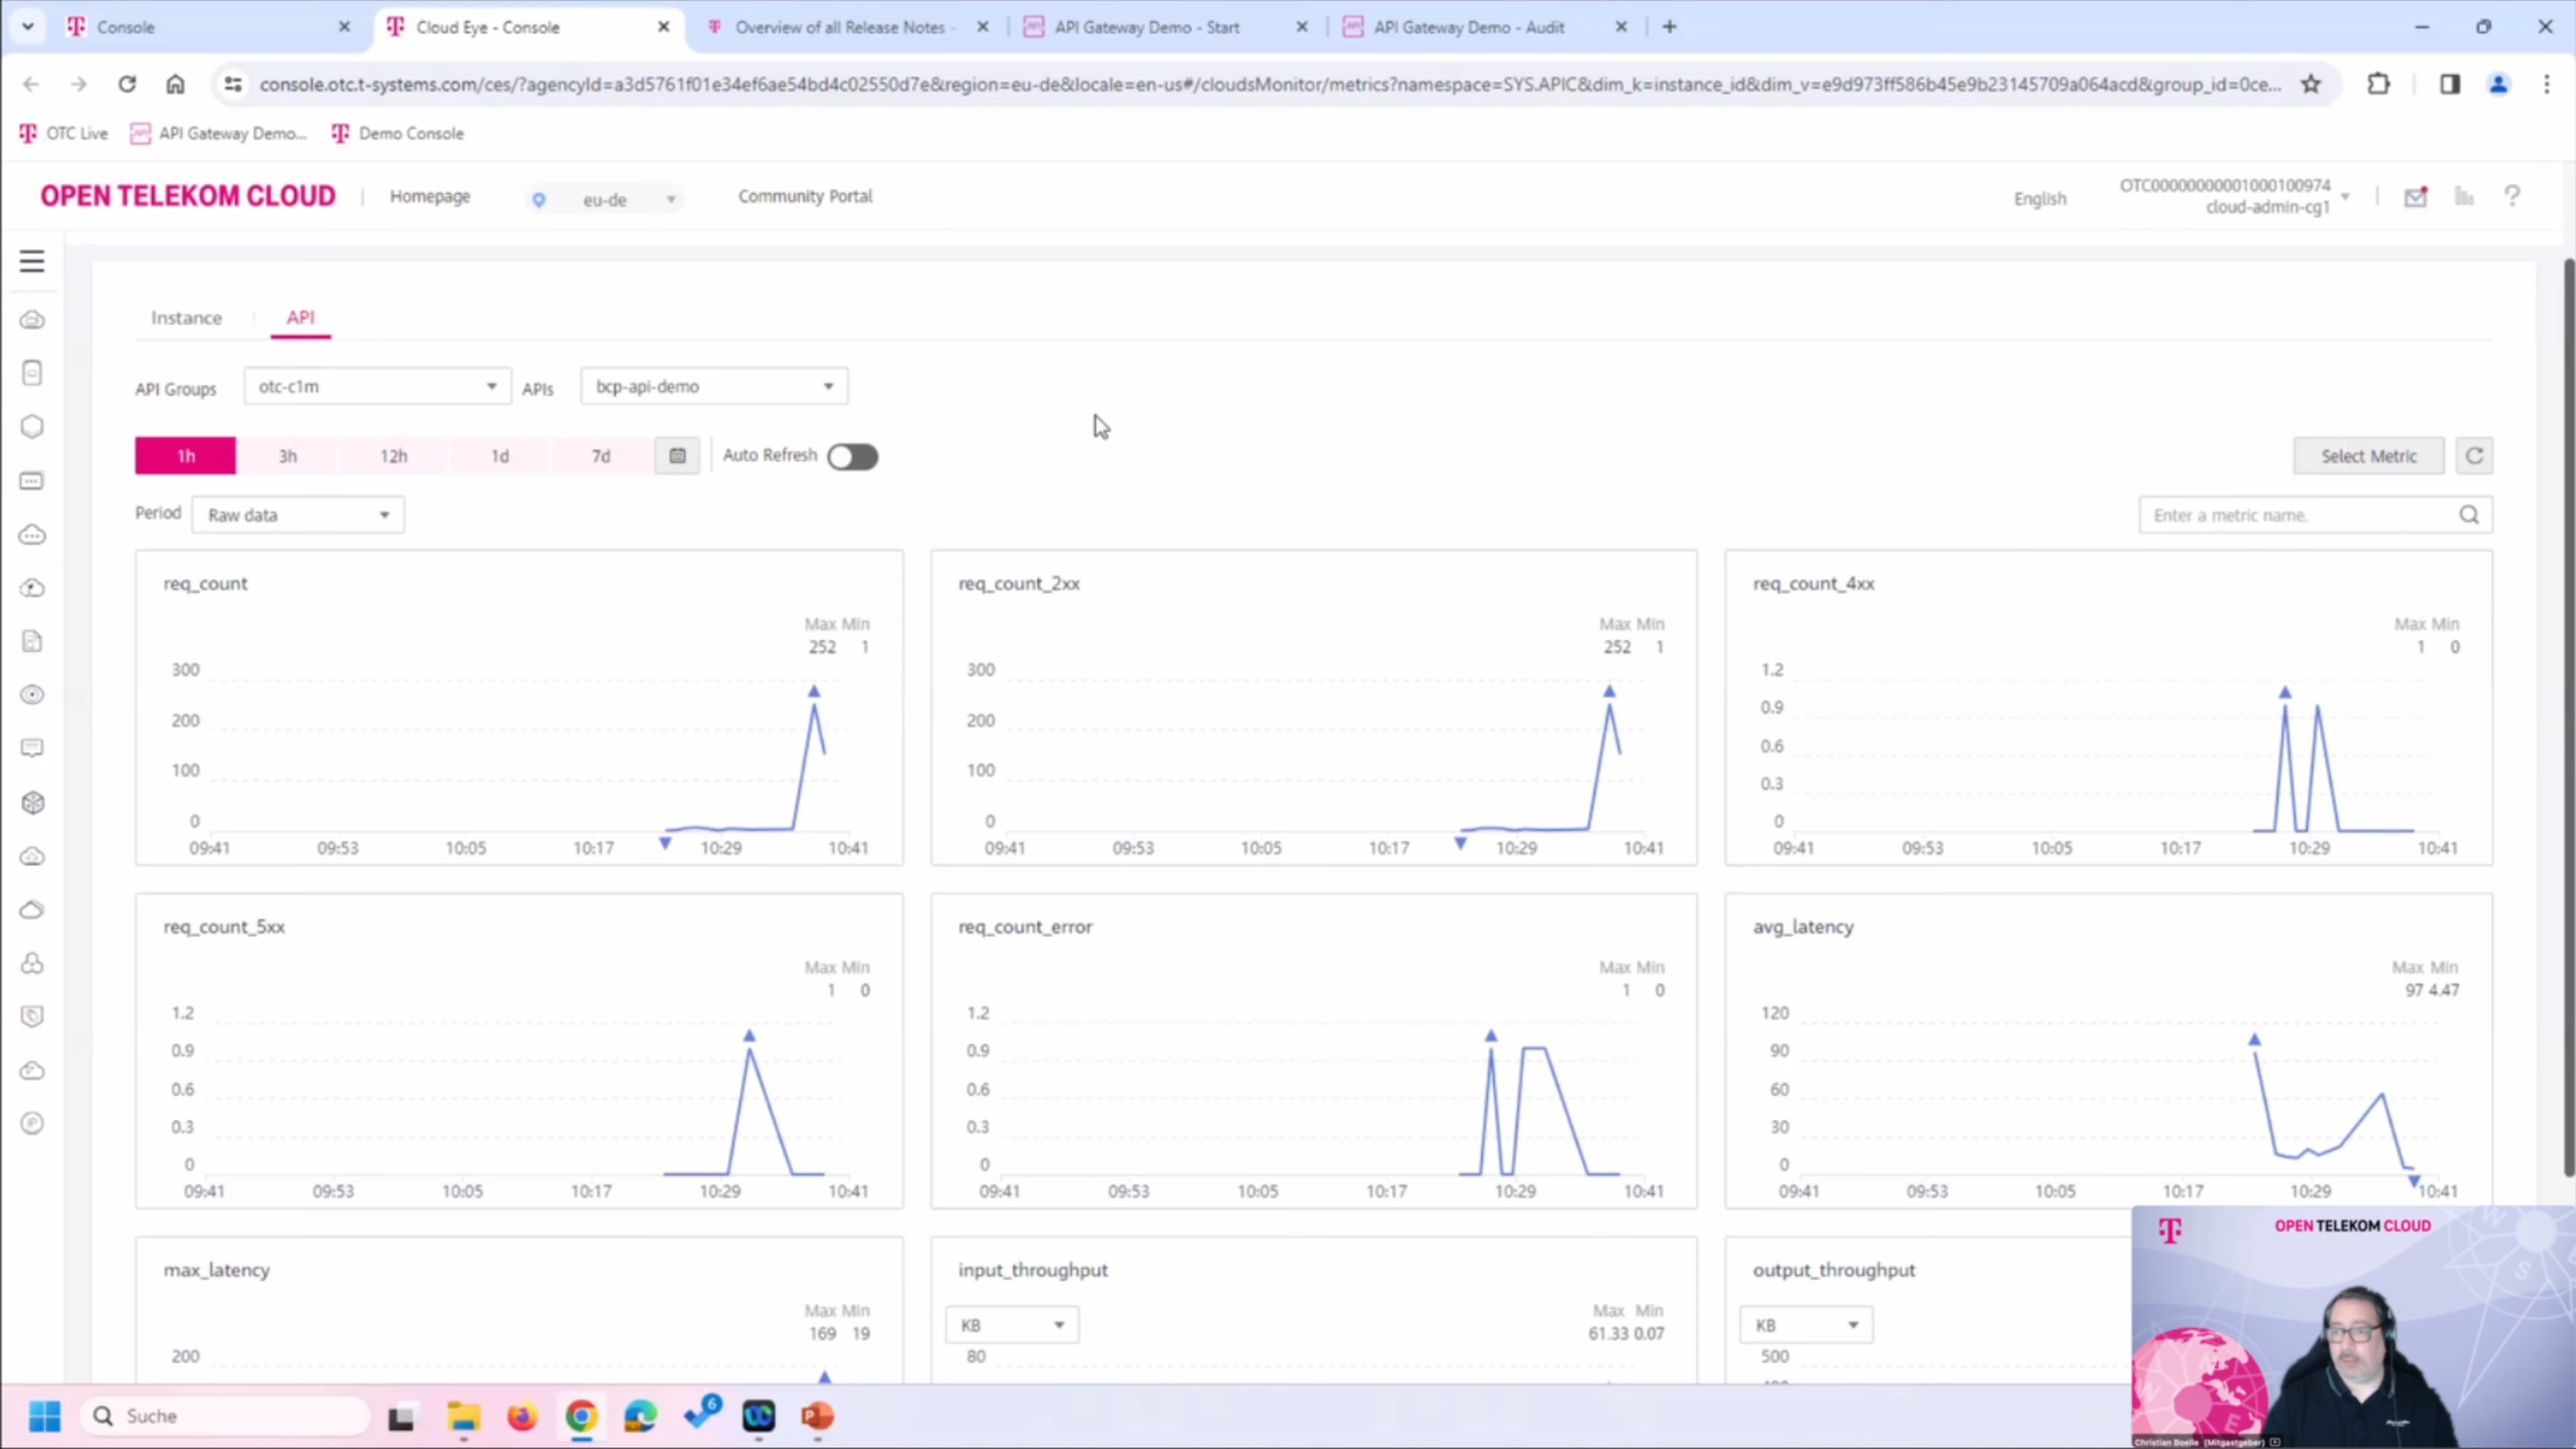 Console
Cloud Eye - Console
Overview of all Release Notes -
API Gateway Demo - Start
API Gateway Demo - Audit
console.otc.t-systems.com/ces/?agencyId=a3d5761f01e34ef6ae54bd4c02550d7e&region=eu-de&locale=en-us#/cloudsMonitor/metrics?namespace=SYS.APIC&dim_k=instance_id&dim_v=e9d973ff586b45e9b23145709a064acd&group_id=0ce...
OTC Live
API Gateway Demo...
Demo Console
OPEN TELEKOM CLOUD
Homepage
eu-de
Community Portal
English
OTC00000000001000100974
cloud-admin-cg1
Instance
API
API Groups
otc-c1m
APIs
bcp-api-demo
1h
3h
12h
1d
7d
Auto Refresh
Select Metric
Period
Raw data
Enter a metric name.
req_count
Max Min
252 1
300
200
100
0
09:41 09:53 10:05 10:17 10:29 10:41
req_count_2xx
Max Min
252 1
300
200
100
0
09:41 09:53 10:05 10:17 10:29 10:41
req_count_4xx
Max Min
1 0
1.2
0.9
0.6
0.3
0
09:41 09:53 10:05 10:17 10:29 10:41
req_count_5xx
Max Min
1 0
1.2
0.9
0.6
0.3
0
09:41 09:53 10:05 10:17 10:29 10:41
req_count_error
Max Min
1 0
1.2
0.9
0.6
0.3
0
09:41 09:53 10:05 10:17 10:29 10:41
avg_latency
Max Min
97 4.47
120
90
60
30
0
09:41 09:53 10:05 10:17 10:29 10:41
max_latency
Max Min
169 19
200
input_throughput
KB
Max Min
61.33 0.07
80
output_throughput
KB
500
OPEN TELEKOM CLOUD
Christian Boelle (Mitgastgeber)
Suche
6